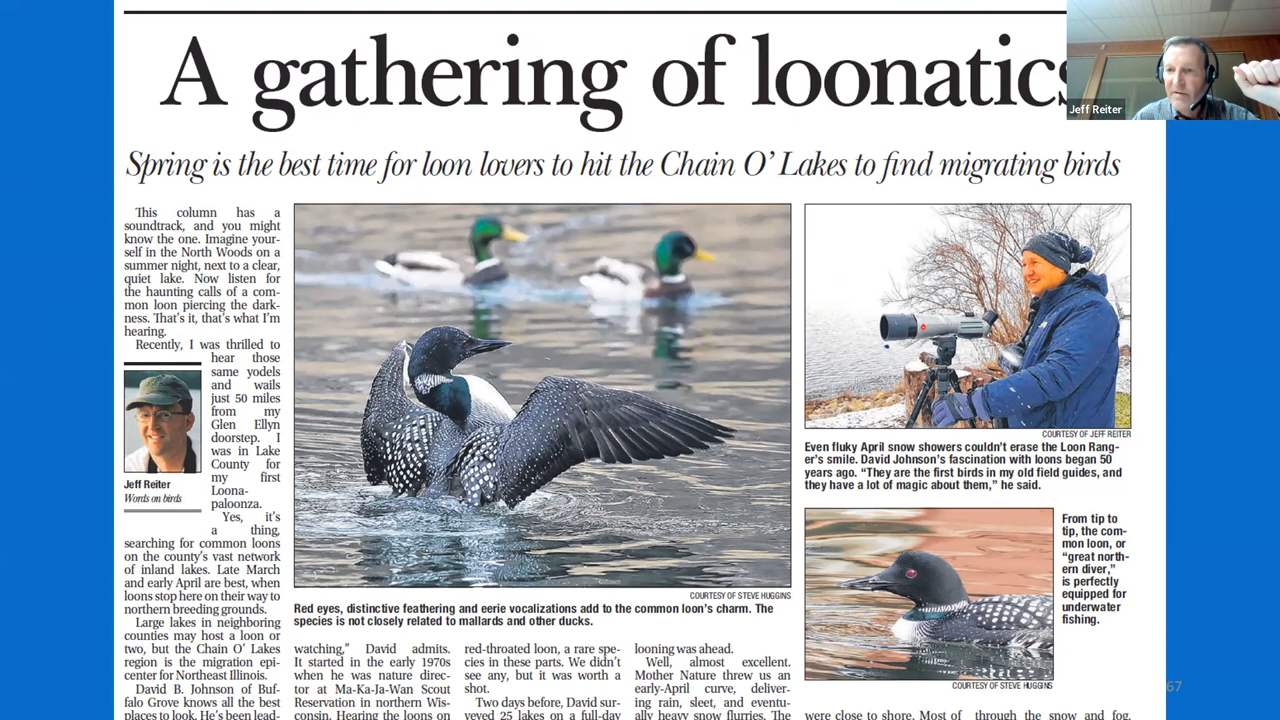 A gathering of loonatics
Jeff Reiter
Spring is the best time for loon lovers to hit the Chain O' Lakes to find migrating birds
This column has a
soundtrack, and you might
know the one. Imagine your-
self in the North Woods on a
summer night, next to a clear,
quiet lake. Now listen for
the haunting calls of a com-
mon loon piercing the dark-
ness. That's it, that's what I'm
hearing.
Recently, I was thrilled to
hear those
same yodels
and wails
just 50 miles
from my
Glen Ellyn
doorstep. I
was in Lake
County for
my first
Loona-
palooza.
Yes, it's
a thing,
Jeff Reiter
Words on birds
searching for common loons
on the county's vast network
of inland lakes. Late March
and early April are best, when
loons stop here on their way to
northern breeding grounds.
Large lakes in neighboring
counties may host a loon or
two, but the Chain O' Lakes
region is the migration epi-
center for Northeast Illinois.
David B. Johnson of Buf-
falo Grove knows all the best
places to look. He's been lead-
COURTESY OF STEVE HUGGINS
Red eyes, distinctive feathering and eerie vocalizations add to the common loon's charm. The
species is not closely related to mallards and other ducks.
watching," David admits.
It started in the early 1970s
when he was nature direc-
tor at Ma-Ka-Ja-Wan Scout
Reservation in northern Wis-
consin. Hearing the loons on
red-throated loon, a rare spe-
cies in these parts. We didn't
see any, but it was worth a
shot.
Two days before, David sur-
veyed 25 lakes on a full-day
looning was ahead.
Well, almost excellent.
Mother Nature threw us an
early-April curve, deliver-
ing rain, sleet, and eventu-
ally heavy snow flurries. The
COURTESY OF JEFF REITER
Even fluky April snow showers couldn't erase the Loon Rang-
er's smile. David Johnson's fascination with loons began 50
years ago. "They are the first birds in my old field guides, and
they have a lot of magic about them," he said.
From tip to
tip, the com-
mon loon, or
"great north-
ern diver,"
is perfectly
equipped for
underwater
fishing.
COURTESY OF STEVE HUGGINS
were close to shore. Most of
through the snow and fog.
67